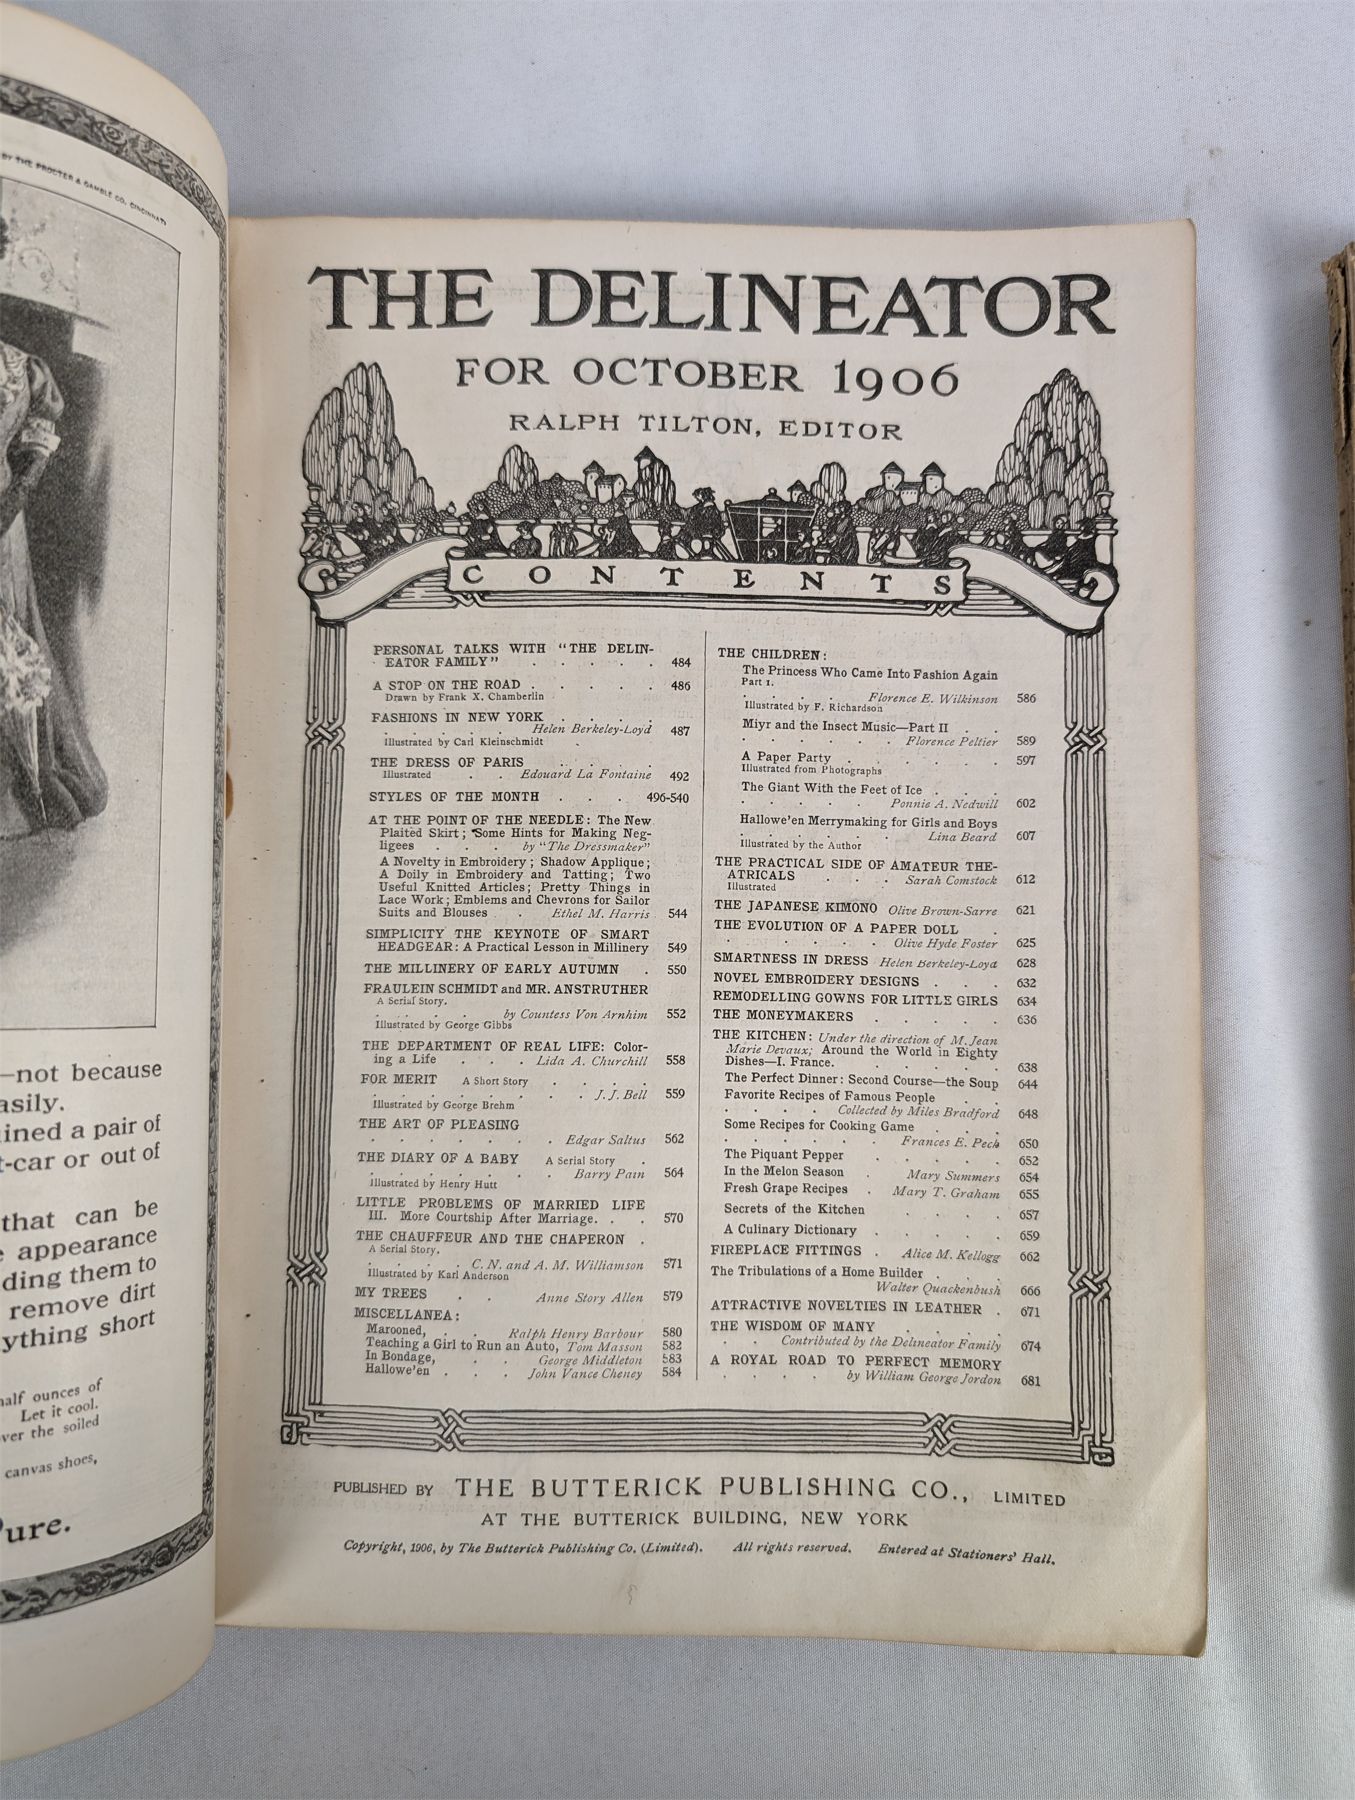 BY THE PROCTER & GAMBLE CO. CINCINNATI
—not because
asily.
ined a pair of
t-car or out of
that can be
e appearance
ding them to
remove dirt
ything short
half ounces of
Let it cool.
ver the soiled
canvas shoes,
Pure.
THE DELINEATOR
FOR OCTOBER 1906
RALPH TILTON, EDITOR
CONTENTS
PERSONAL TALKS WITH "THE DELIN-
EATOR FAMILY" . . . . . 484
A STOP ON THE ROAD . . . . . 486
Drawn by Frank X. Chamberlin
FASHIONS IN NEW YORK . . . .
. . . . . Helen Berkeley-Loyd 487
Illustrated by Carl Kleinschmidt
THE DRESS OF PARIS . . . .
Illustrated . . Edouard La Fontaine 492
STYLES OF THE MONTH . . . 496-540
AT THE POINT OF THE NEEDLE: The New
Plaited Skirt; Some Hints for Making Neg-
ligees . . . by "The Dressmaker"
A Novelty in Embroidery; Shadow Applique;
A Doily in Embroidery and Tatting; Two
Useful Knitted Articles; Pretty Things in
Lace Work; Emblems and Chevrons for Sailor
Suits and Blouses . Ethel M. Harris 544
SIMPLICITY THE KEYNOTE OF SMART
HEADGEAR: A Practical Lesson in Millinery 549
THE MILLINERY OF EARLY AUTUMN . 550
FRAULEIN SCHMIDT and MR. ANSTRUTHER
A Serial Story.
. . . . by Countess Von Arnhim 552
Illustrated by George Gibbs
THE DEPARTMENT OF REAL LIFE: Color-
ing a Life . . . Lida A. Churchill 558
FOR MERIT A Short Story . . . .
. . . . . . . J. J. Bell 559
Illustrated by George Brehm
THE ART OF PLEASING
. . . . . . . Edgar Saltus 562
THE DIARY OF A BABY A Serial Story .
. . . . . . . Barry Pain 564
Illustrated by Henry Hutt
LITTLE PROBLEMS OF MARRIED LIFE
III. More Courtship After Marriage. . . 570
THE CHAUFFEUR AND THE CHAPERON .
A Serial Story.
. . . . C. N. and A. M. Williamson 571
Illustrated by Karl Anderson
MY TREES . . Anne Story Allen 579
MISCELLANEA:
Marooned, . . Ralph Henry Barbour 580
Teaching a Girl to Run an Auto, Tom Masson 582
In Bondage, . . George Middleton 583
Hallowe'en . . . John Vance Cheney 584
THE CHILDREN:
The Princess Who Came Into Fashion Again
Part 1.
. . . . Florence E. Wilkinson 586
Illustrated by F. Richardson
Miyr and the Insect Music—Part II . .
. . . . . Florence Peltier 589
A Paper Party . . . . . . 597
Illustrated from Photographs
The Giant With the Feet of Ice . . .
. . . . . Ponnie A. Nedwill 602
Hallowe'en Merrymaking for Girls and Boys
. . . . . . Lina Beard 607
Illustrated by the Author
THE PRACTICAL SIDE OF AMATEUR THE-
ATRICALS . . . Sarah Comstock 612
Illustrated
THE JAPANESE KIMONO Olive Brown-Sarre 621
THE EVOLUTION OF A PAPER DOLL .
. . . . . Olive Hyde Foster 625
SMARTNESS IN DRESS Helen Berkeley-Loyd 628
NOVEL EMBROIDERY DESIGNS . . . 632
REMODELLING GOWNS FOR LITTLE GIRLS 634
THE MONEYMAKERS . . . . . 636
THE KITCHEN: Under the direction of M. Jean
Marie Devaux; Around the World in Eighty
Dishes—I. France. . . . . . 638
The Perfect Dinner: Second Course—the Soup 644
Favorite Recipes of Famous People . .
. . . . Collected by Miles Bradford 648
Some Recipes for Cooking Game . . .
. . . . . . Frances E. Peck 650
The Piquant Pepper . . . . . 652
In the Melon Season . Mary Summers 654
Fresh Grape Recipes . Mary T. Graham 655
Secrets of the Kitchen . . . . 657
A Culinary Dictionary . . . . . 659
FIREPLACE FITTINGS . Alice M. Kellogg 662
The Tribulations of a Home Builder . . .
Walter Quackenbush 666
ATTRACTIVE NOVELTIES IN LEATHER . 671
THE WISDOM OF MANY . . . .
. . Contributed by the Delineator Family 674
A ROYAL ROAD TO PERFECT MEMORY
. . . . by William George Jordon 681
PUBLISHED BY THE BUTTERICK PUBLISHING CO., LIMITED
AT THE BUTTERICK BUILDING, NEW YORK
Copyright, 1906, by The Butterick Publishing Co. (Limited). All rights reserved. Entered at Stationers' Hall.